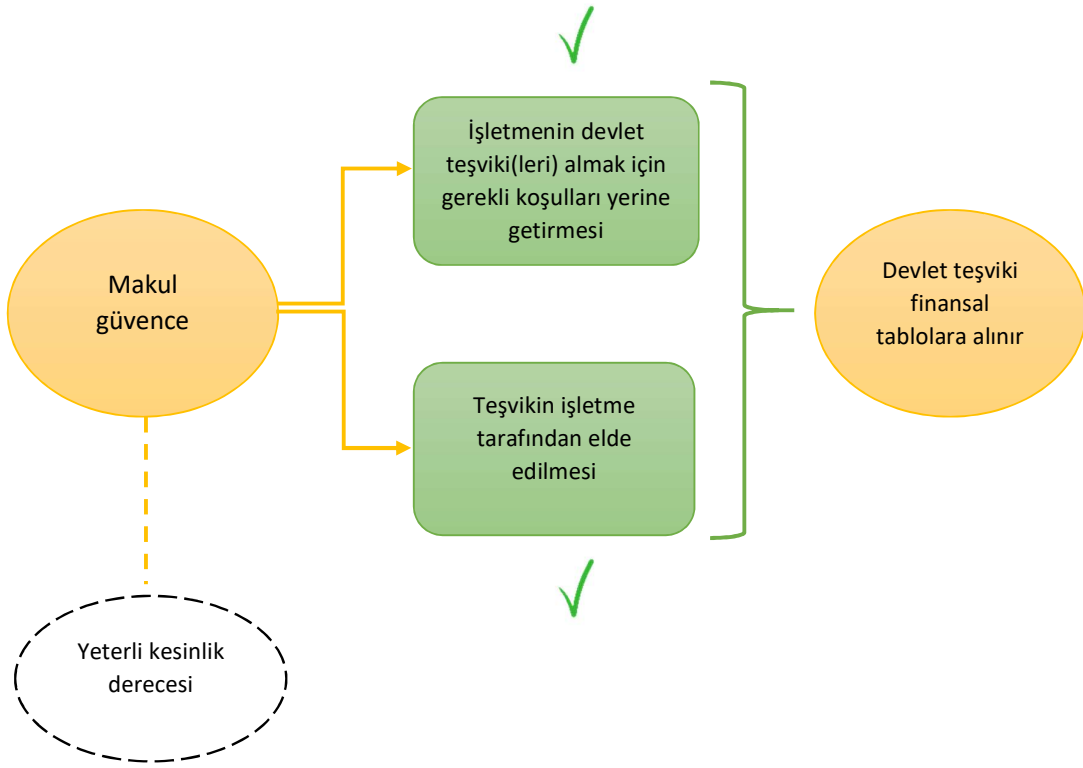 İşletmenin devlet
teşviki(leri) almak için
gerekli koşulları yerine
getirmesi
Makul
güvence
Devlet teşviki
finansal
tablolara alınır
Teşvikin işletme
tarafından elde
edilmesi
Yeterli kesinlik
derecesi